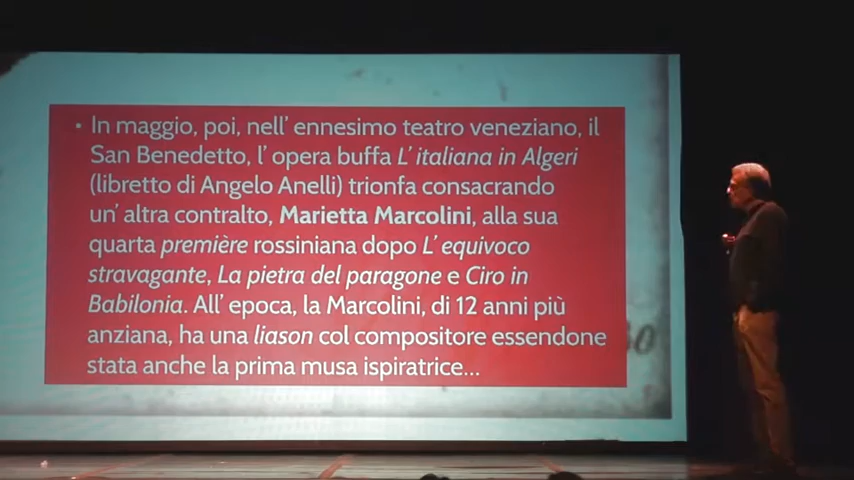 • In maggio, poi, nell' ennesimo teatro veneziano, il
San Benedetto, l' opera buffa L' italiana in Algeri
(libretto di Angelo Anelli) trionfa consacrando
un' altra contralto, Marietta Marcolini, alla sua
quarta première rossiniana dopo L' equivoco
stravagante, La pietra del paragone e Ciro in
Babilonia. All' epoca, la Marcolini, di 12 anni più
anziana, ha una liason col compositore essendone
stata anche la prima musa ispiratrice...